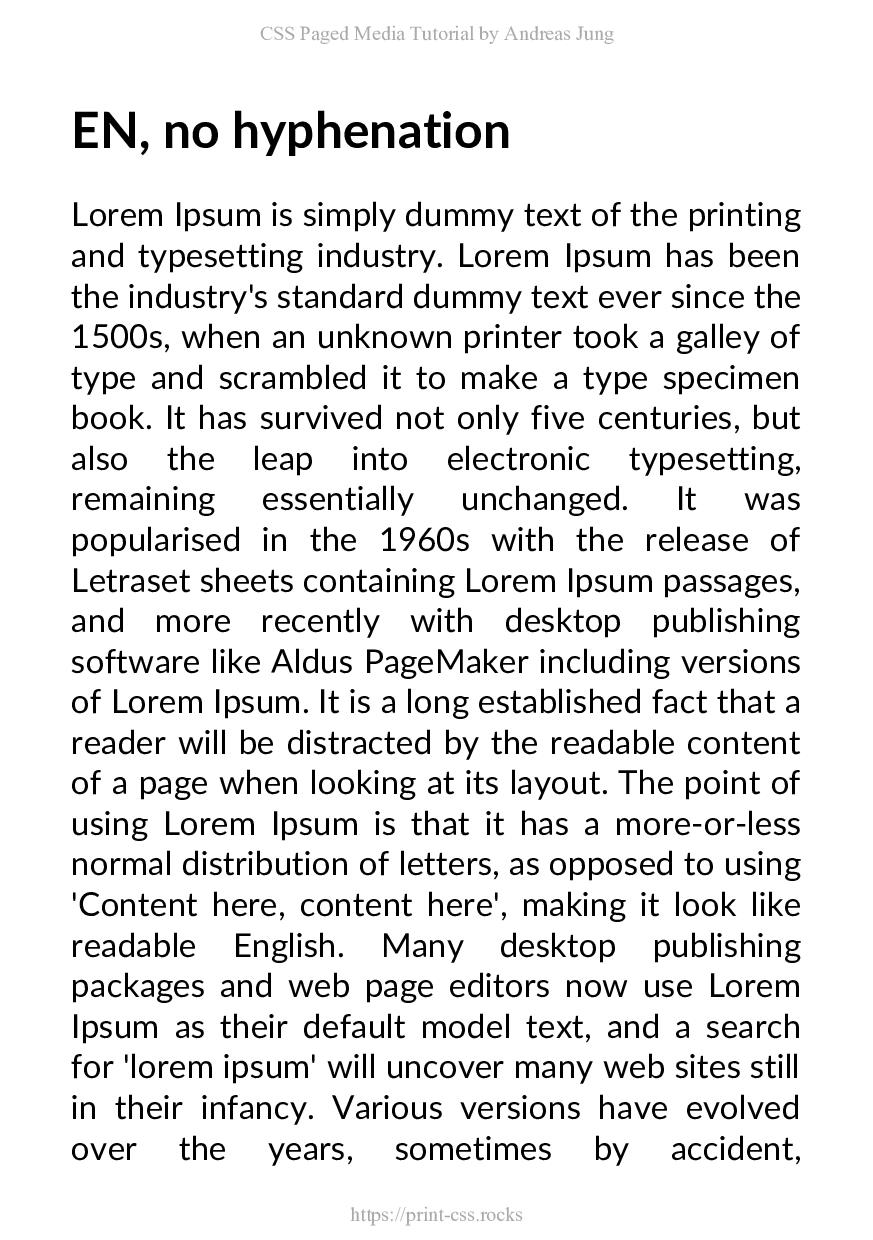 CSS Paged Media Tutorial by Andreas Jung
EN, no hyphenation
Lorem Ipsum is simply dummy text of the printing
and typesetting industry. Lorem Ipsum has been
the industry's standard dummy text ever since the
1500s, when an unknown printer took a galley of
type and scrambled it to make a type specimen
book. It has survived not only five centuries, but
also the leap into electronic typesetting,
remaining essentially unchanged. It was
popularised in the 1960s with the release of
Letraset sheets containing Lorem Ipsum passages,
and more recently with desktop publishing
software like Aldus PageMaker including versions
of Lorem Ipsum. It is a long established fact that a
reader will be distracted by the readable content
of a page when looking at its layout. The point of
using Lorem Ipsum is that it has a more-or-less
normal distribution of letters, as opposed to using
'Content here, content here', making it look like
readable English. Many desktop publishing
packages and web page editors now use Lorem
Ipsum as their default model text, and a search
for 'lorem ipsum' will uncover many web sites still
in their infancy. Various versions have evolved
over the years, sometimes by accident,
https://print-css.rocks